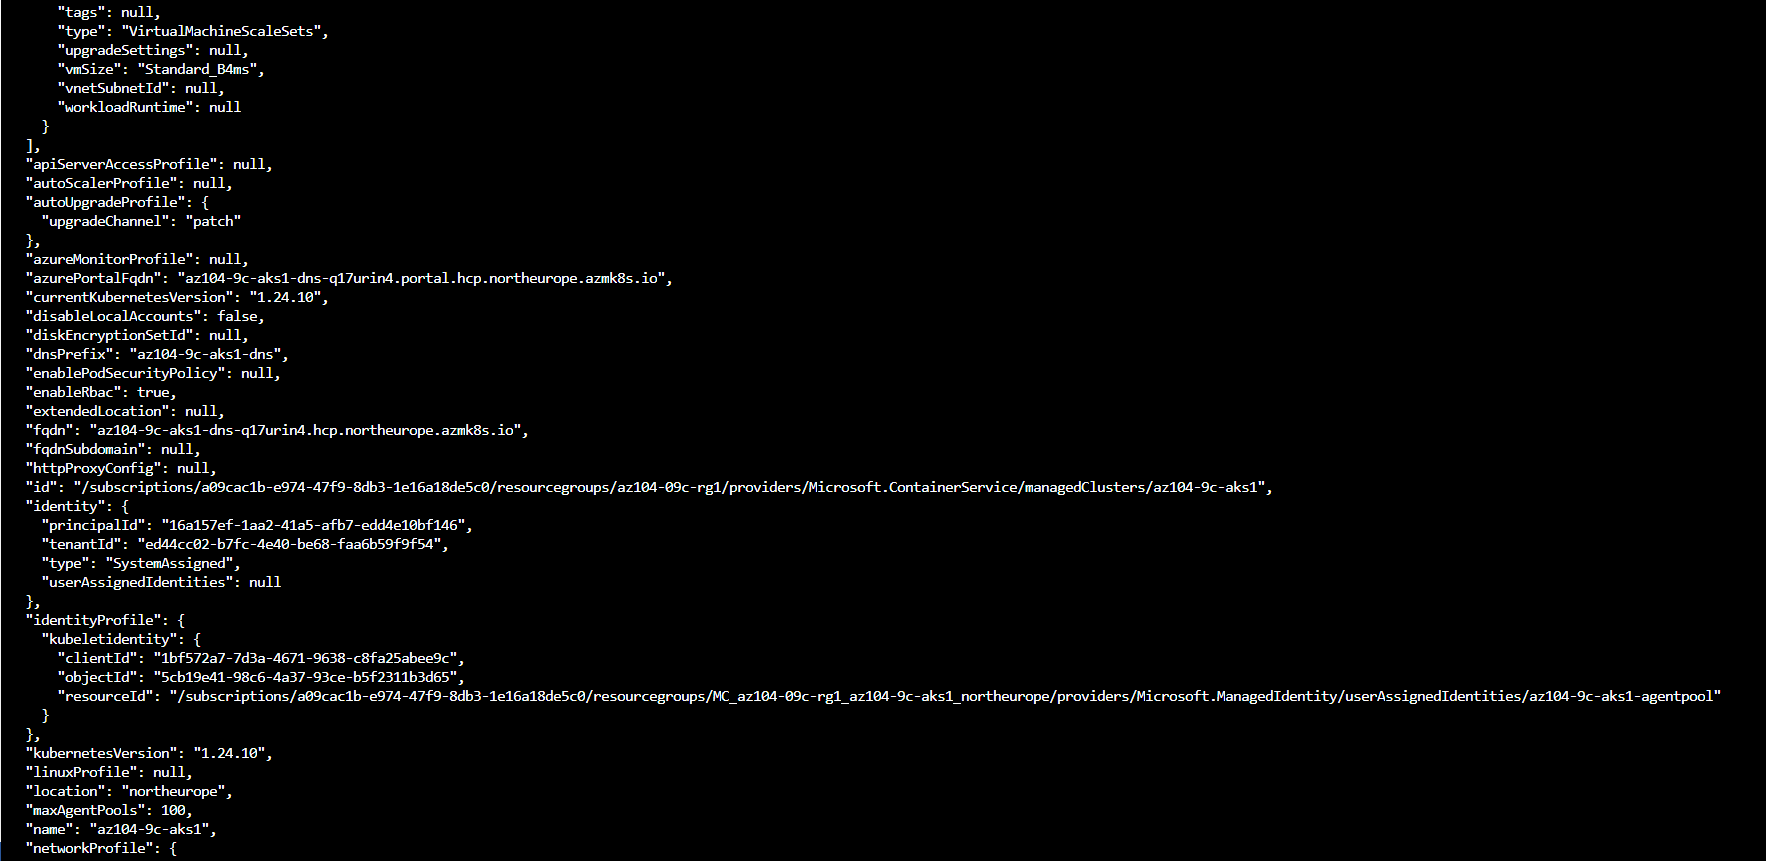 "tags": null,
"type": "VirtualMachineScaleSets",
"upgradeSettings": null,
"vmSize": "Standard_B4ms",
"vnetSubnetId": null,
"workloadRuntime": null
}
],
"apiServerAccessProfile": null,
"autoScalerProfile": null,
"autoUpgradeProfile": {
"upgradeChannel": "patch"
},
"azureMonitorProfile": null,
"azurePortalFqdn": "az104-9c-aks1-dns-q17urin4.portal.hcp.northeurope.azmk8s.io",
"currentKubernetesVersion": "1.24.10",
"disableLocalAccounts": false,
"diskEncryptionSetId": null,
"dnsPrefix": "az104-9c-aks1-dns",
"enablePodSecurityPolicy": null,
"enableRbac": true,
"extendedLocation": null,
"fqdn": "az104-9c-aks1-dns-q17urin4.hcp.northeurope.azmk8s.io",
"fqdnSubdomain": null,
"httpProxyConfig": null,
"id": "/subscriptions/a09cac1b-e974-47f9-8db3-1e16a18de5c0/resourcegroups/az104-09c-rg1/providers/Microsoft.ContainerService/managedClusters/az104-9c-aks1",
"identity": {
"principalId": "16a157ef-1aa2-41a5-afb7-edd4e10bf146",
"tenantId": "ed44cc02-b7fc-4e40-be68-faa6b59f9f54",
"type": "SystemAssigned",
"userAssignedIdentities": null
},
"identityProfile": {
"kubeletidentity": {
"clientId": "1bf572a7-7d3a-4671-9638-c8fa25abee9c",
"objectId": "5cb19e41-98c6-4a37-93ce-b5f2311b3d65",
"resourceId": "/subscriptions/a09cac1b-e974-47f9-8db3-1e16a18de5c0/resourcegroups/MC_az104-09c-rg1_az104-9c-aks1_northeurope/providers/Microsoft.ManagedIdentity/userAssignedIdentities/az104-9c-aks1-agentpool"
}
},
"kubernetesVersion": "1.24.10",
"linuxProfile": null,
"location": "northeurope",
"maxAgentPools": 100,
"name": "az104-9c-aks1",
"networkProfile": {